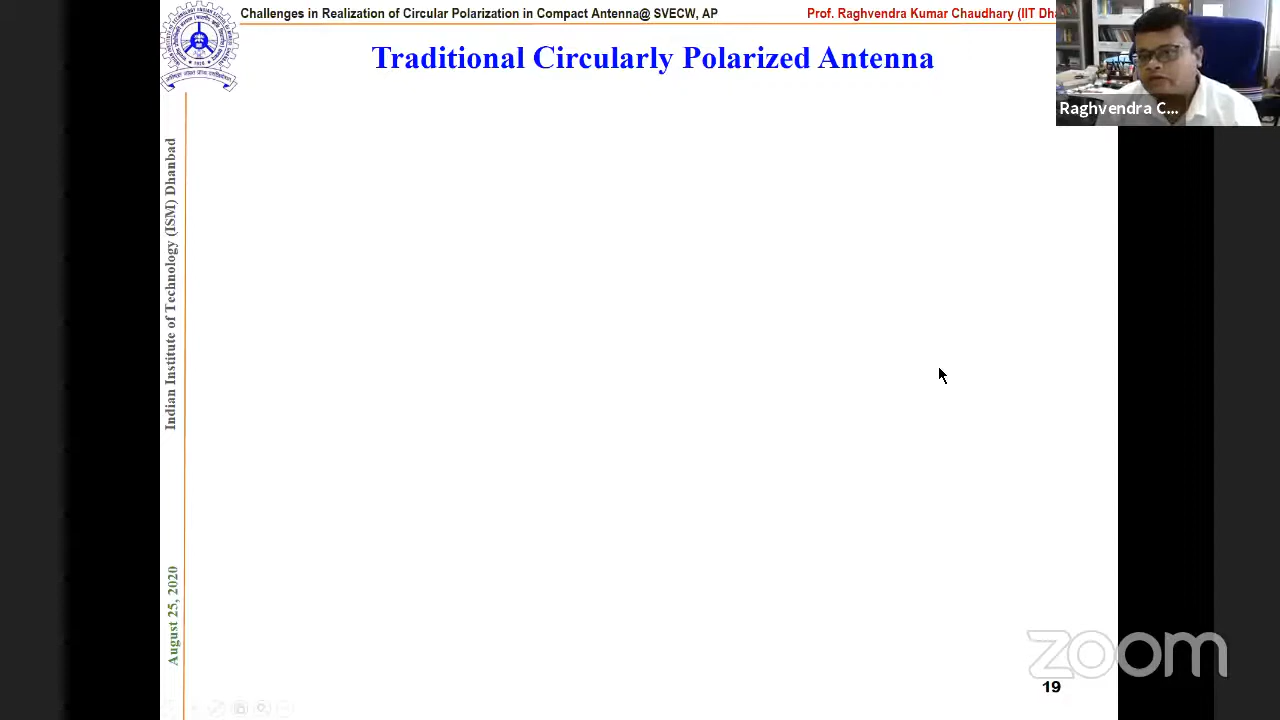 Challenges in Realization of Circular Polarization in Compact Antenna@ SVECW, AP
Prof. Raghvendra Kumar Chaudhary (IIT Dh
Traditional Circularly Polarized Antenna
Raghvendra C...
Indian Institute of Technology (ISM) Dhanbad
August 25, 2020
zoom
19